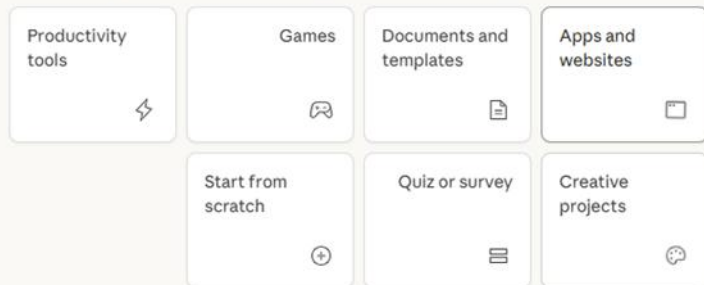 Productivity
tools
Games
Documents and
templates
Apps and
websites
Start from
scratch
Quiz or survey
Creative
projects